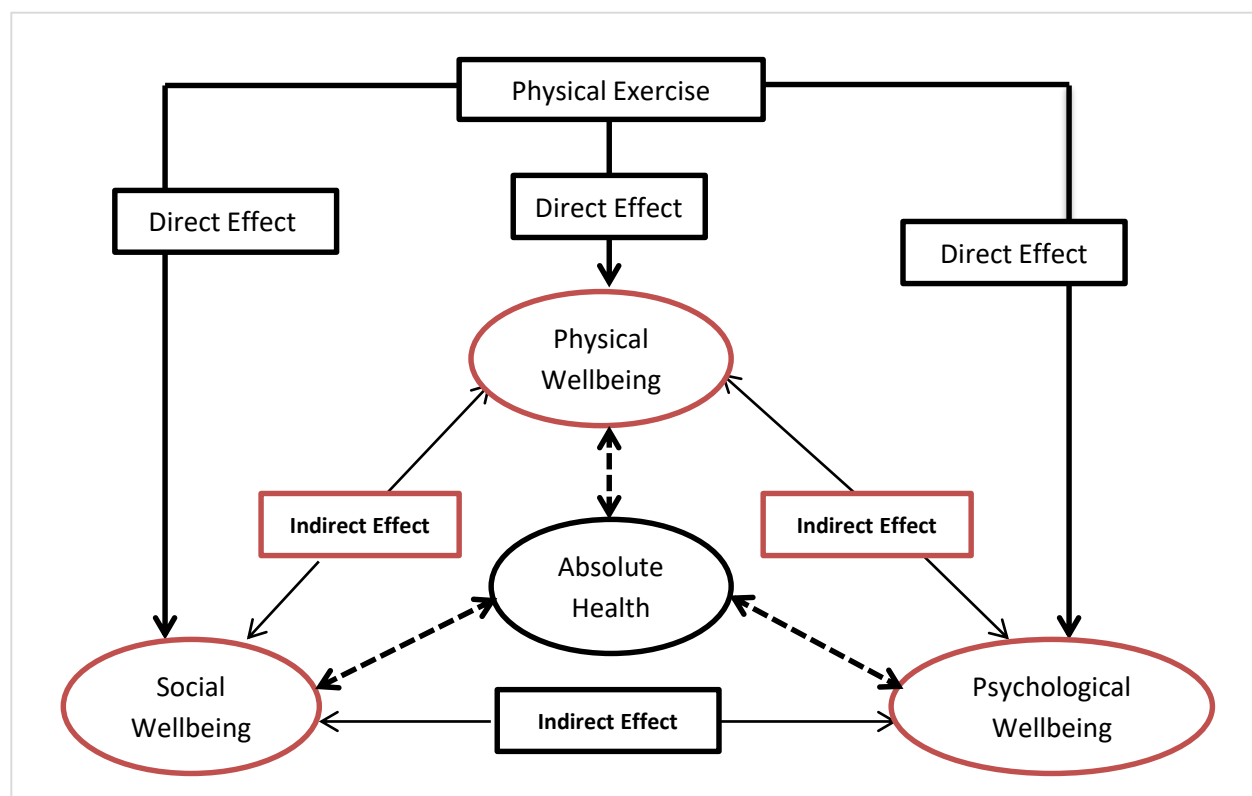 Physical Exercise
Direct Effect
Direct Effect
Direct Effect
Physical
Wellbeing
Indirect Effect
Indirect Effect
Absolute
Health
Social
Wellbeing
Indirect Effect
Psychological
Wellbeing